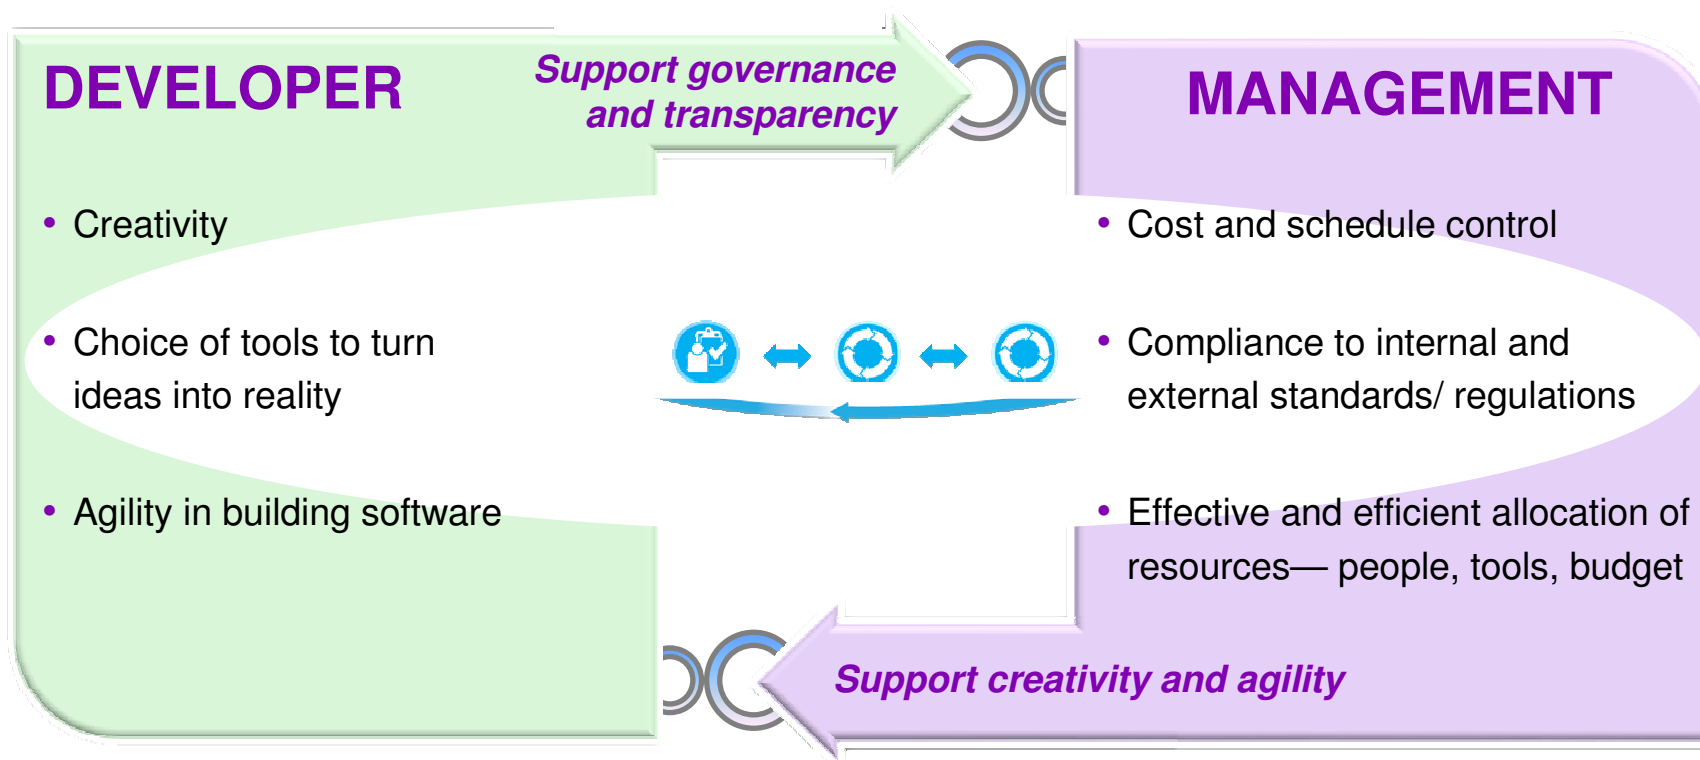 DEVELOPER
Support governance
and transparency
MANAGEMENT
• Creativity
• Choice of tools to turn
ideas into reality
• Agility in building software
• Cost and schedule control
• Compliance to internal and
external standards/ regulations
• Effective and efficient allocation of
resources— people, tools, budget
Support creativity and agility